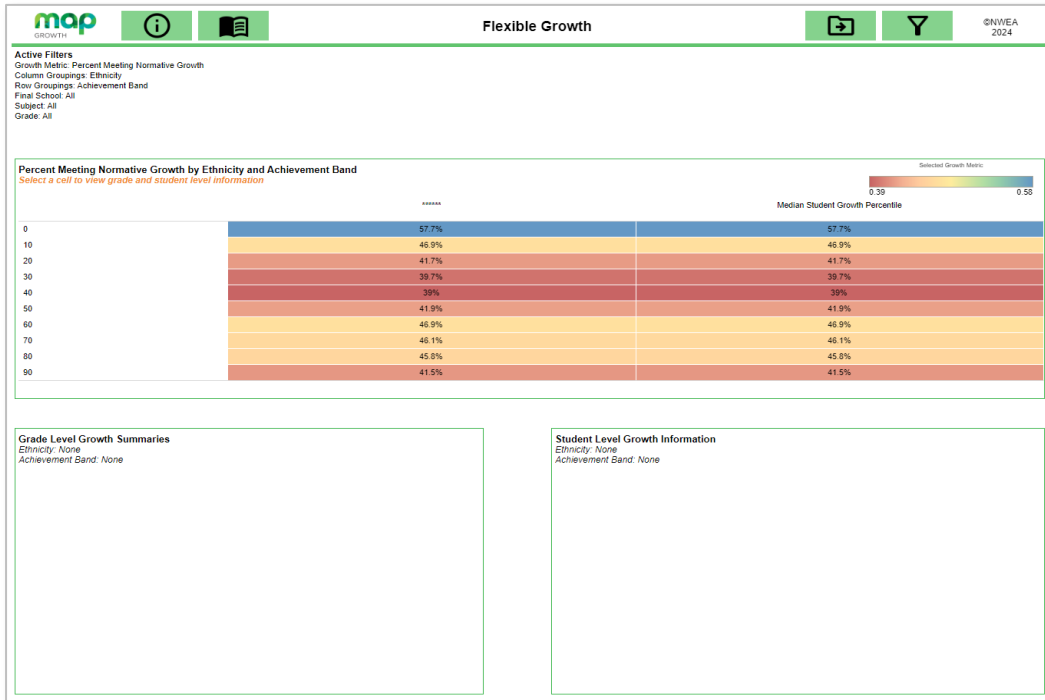 map
GROWTH
Flexible Growth
©NWEA
2024
Active Filters
Growth Metric: Percent Meeting Normative Growth
Column Groupings: Ethnicity
Row Groupings: Achievement Band
Final School: All
Subject: All
Grade: All
Percent Meeting Normative Growth by Ethnicity and Achievement Band
Select a cell to view grade and student level information
Selected Growth Metric
0.39 0.58
****** Median Student Growth Percentile
0 57.7% 57.7%
10 46.9% 46.9%
20 41.7% 41.7%
30 39.7% 39.7%
40 39% 39%
50 41.9% 41.9%
60 46.9% 46.9%
70 46.1% 46.1%
80 45.8% 45.8%
90 41.5% 41.5%
Grade Level Growth Summaries
Ethnicity: None
Achievement Band: None
Student Level Growth Information
Ethnicity: None
Achievement Band: None